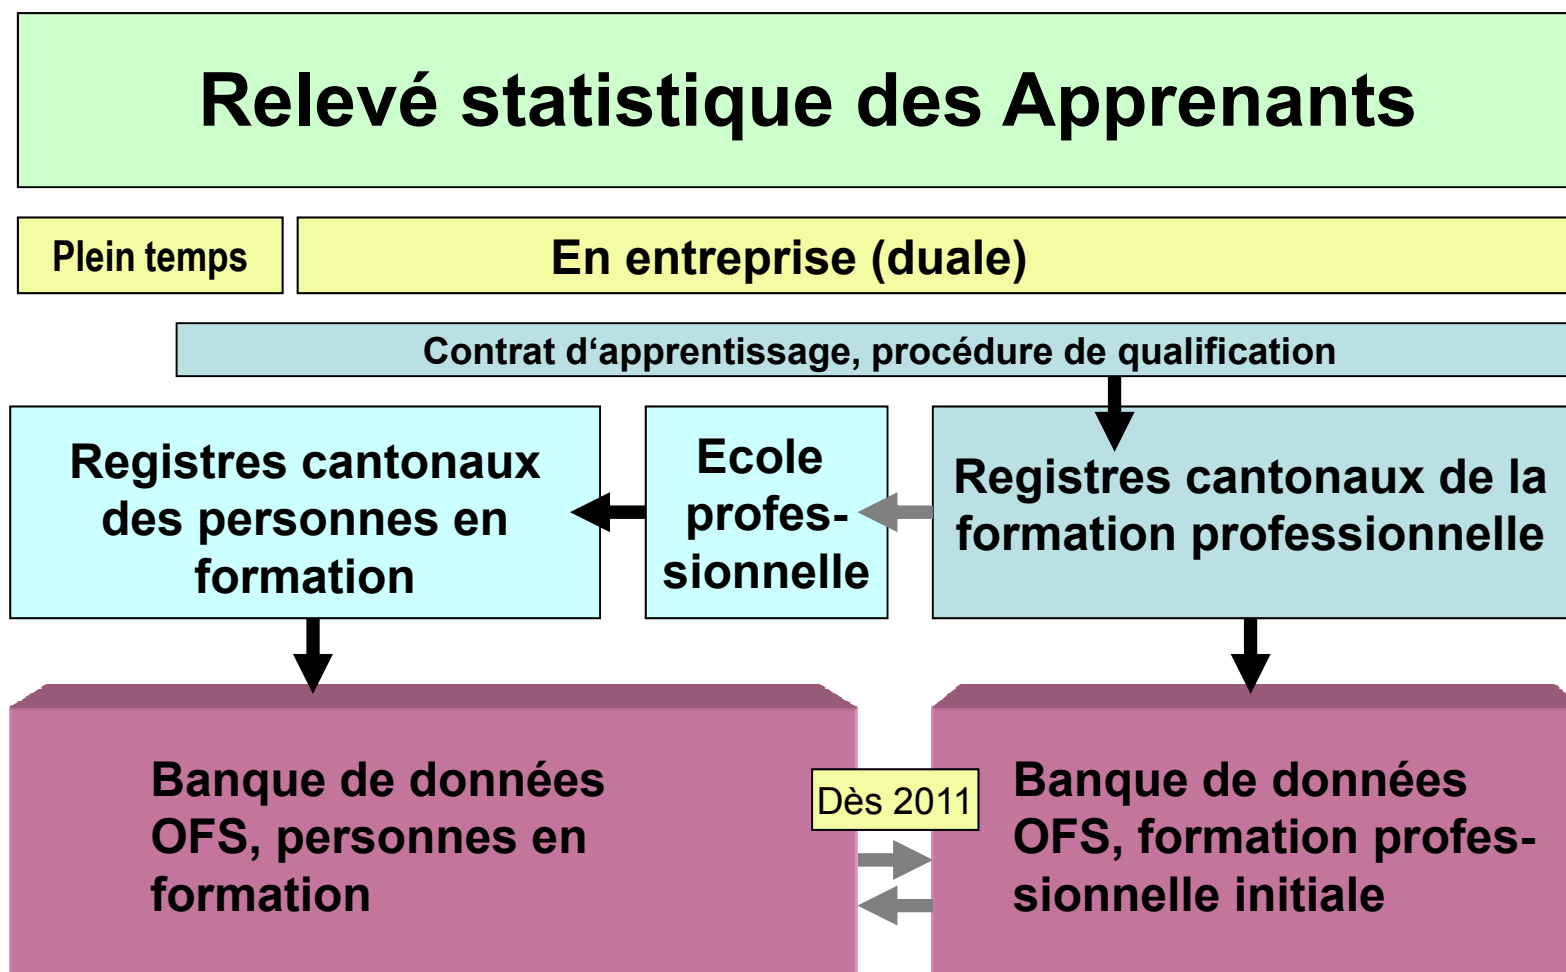 Relevé statistique des Apprenants
Plein temps
En entreprise (duale)
Contrat d‘apprentissage, procédure de qualification
Registres cantonaux
des personnes en
formation
Ecole
profes-
sionnelle
Registres cantonaux de la
formation professionnelle
Banque de données
OFS, personnes en
formation
Dès 2011
Banque de données
OFS, formation profes-
sionnelle initiale